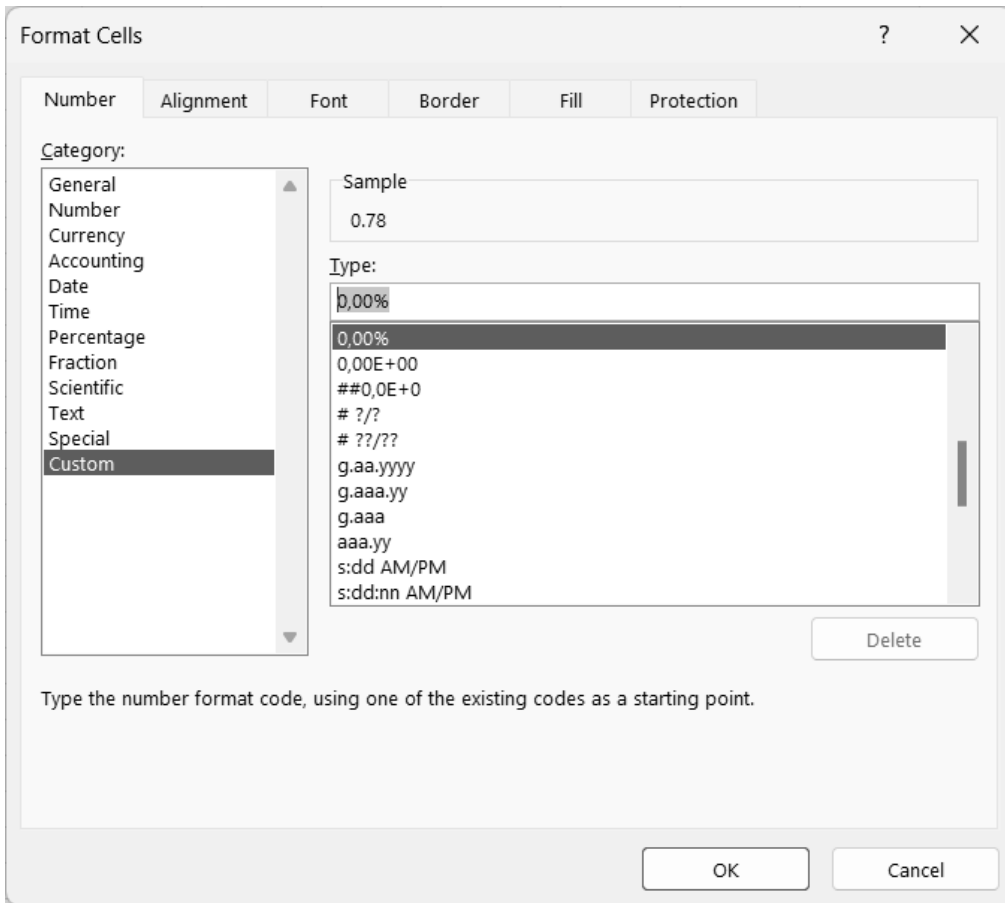 Format Cells
?
Number
Alignment
Font
Border
Fill
Protection
Category:
General
Number
Currency
Accounting
Date
Time
Percentage
Fraction
Scientific
Text
Special
Custom
Sample
0.78
Type:
0,00%
0,00%
0,00E+00
##0,0E+0
# ?/?
# ??/??
g.aa.yyyy
g.aaa.yy
g.aaa
aaa.yy
s:dd AM/PM
s:dd:nn AM/PM
Delete
Type the number format code, using one of the existing codes as a starting point.
OK
Cancel